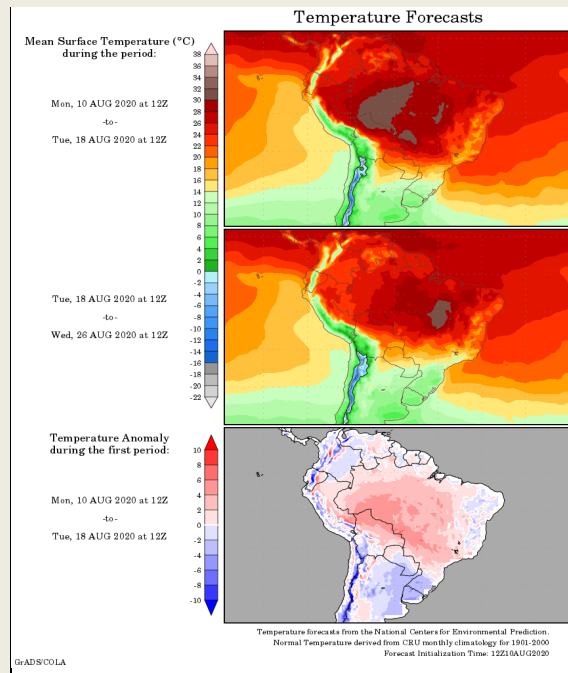 Temperature Forecasts
Mean Surface Temperature (°C)
during the period:
Mon, 10 AUG 2020 at 12Z
-to-
Tue, 18 AUG 2020 at 12Z
38
36
34
32
30
28
26
24
22
20
18
16
14
12
10
8
6
4
2
0
-2
-4
-6
-8
-10
-12
-14
-16
-18
-20
-22
Tue, 18 AUG 2020 at 12Z
-to-
Wed, 26 AUG 2020 at 12Z
Temperature Anomaly
during the first period:
Mon, 10 AUG 2020 at 12Z
-to-
Tue, 18 AUG 2020 at 12Z
10
8
6
4
2
0
-2
-4
-6
-8
-10
Temperature forecasts from the National Centers for Environmental Prediction.
Normal Temperature derived from CRU monthly climatology for 1901-2000
Forecast Initialization Time: 12Z10AUG2020
GrADS/COLA